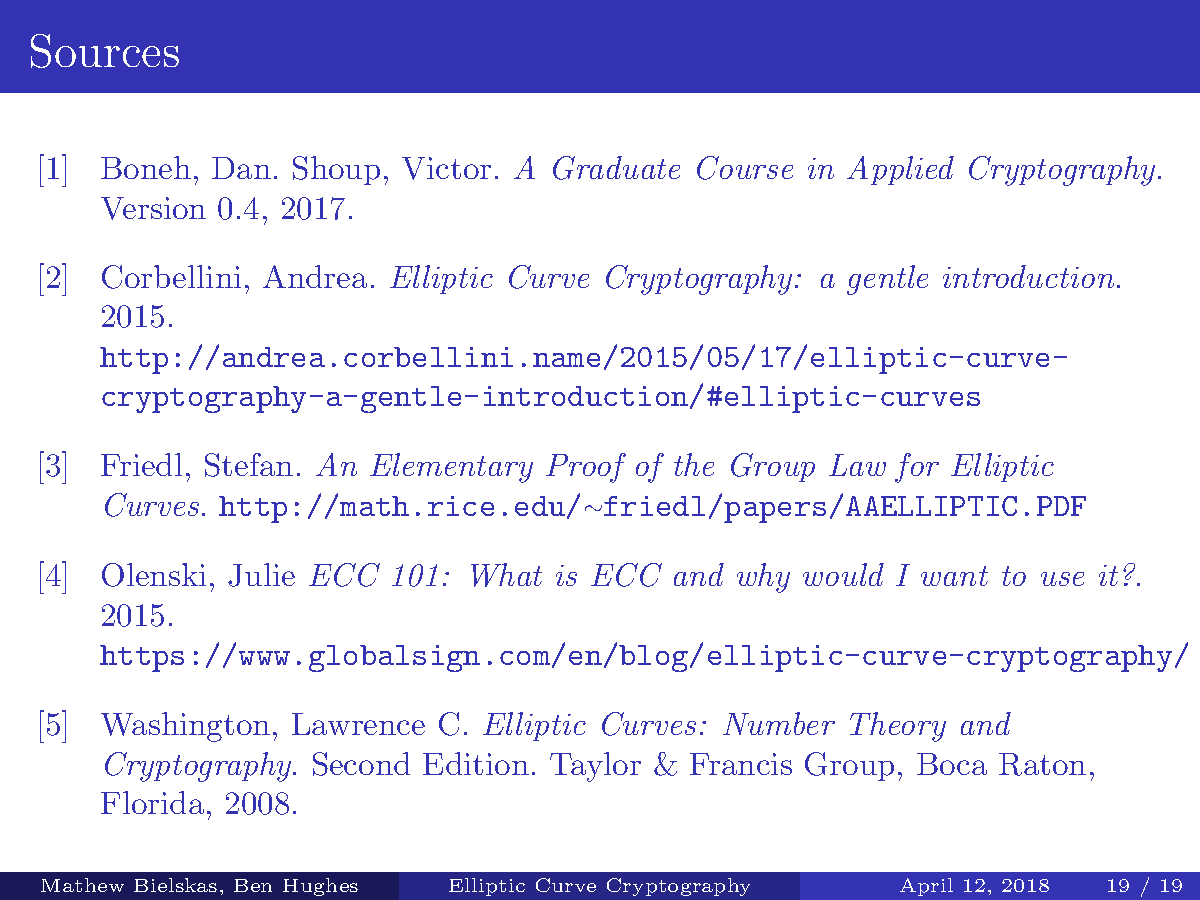 Sources
[1] Boneh, Dan. Shoup, Victor. A Graduate Course in Applied Cryptography.
Version 0.4, 2017.
[2] Corbellini, Andrea. Elliptic Curve Cryptography: a gentle introduction.
2015.
http://andrea.corbellini.name/2015/05/17/elliptic-curve-
cryptography-a-gentle-introduction/#elliptic-curves
[3] Friedl, Stefan. An Elementary Proof of the Group Law for Elliptic
Curves. http://math.rice.edu/∼friedl/papers/AAELLIPTIC.PDF
[4] Olenski, Julie ECC 101: What is ECC and why would I want to use it?.
2015.
https://www.globalsign.com/en/blog/elliptic-curve-cryptography/
[5] Washington, Lawrence C. Elliptic Curves: Number Theory and
Cryptography. Second Edition. Taylor & Francis Group, Boca Raton,
Florida, 2008.
Mathew Bielskas, Ben Hughes Elliptic Curve Cryptography April 12, 2018 19 / 19